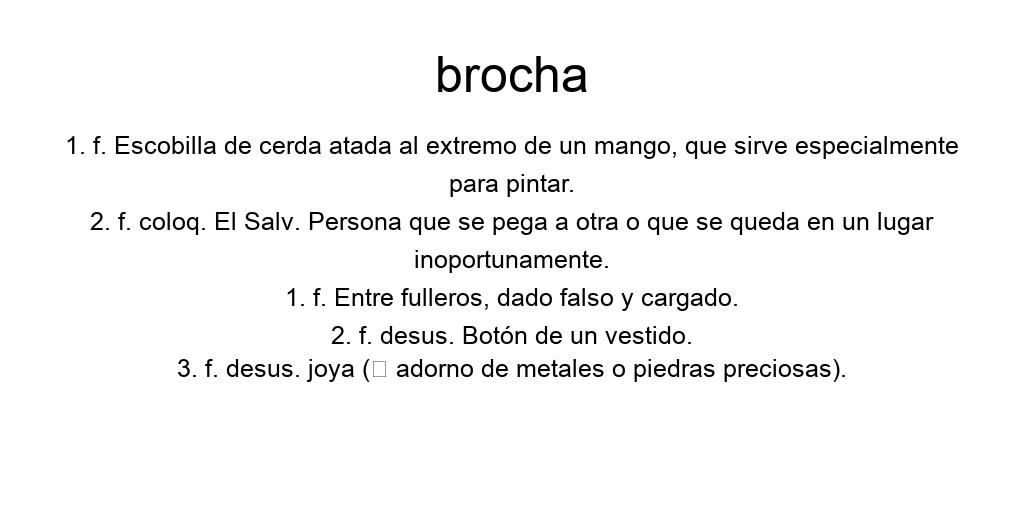 brocha
1. f. Escobilla de cerda atada al extremo de un mango, que sirve especialmente
para pintar.
2. f. coloq. El Salv. Persona que se pega a otra o que se queda en un lugar
inoportunamente.
1. f. Entre fulleros, dado falso y cargado.
2. f. desus. Botón de un vestido.
3. f. desus. joya (□ adorno de metales o piedras preciosas).